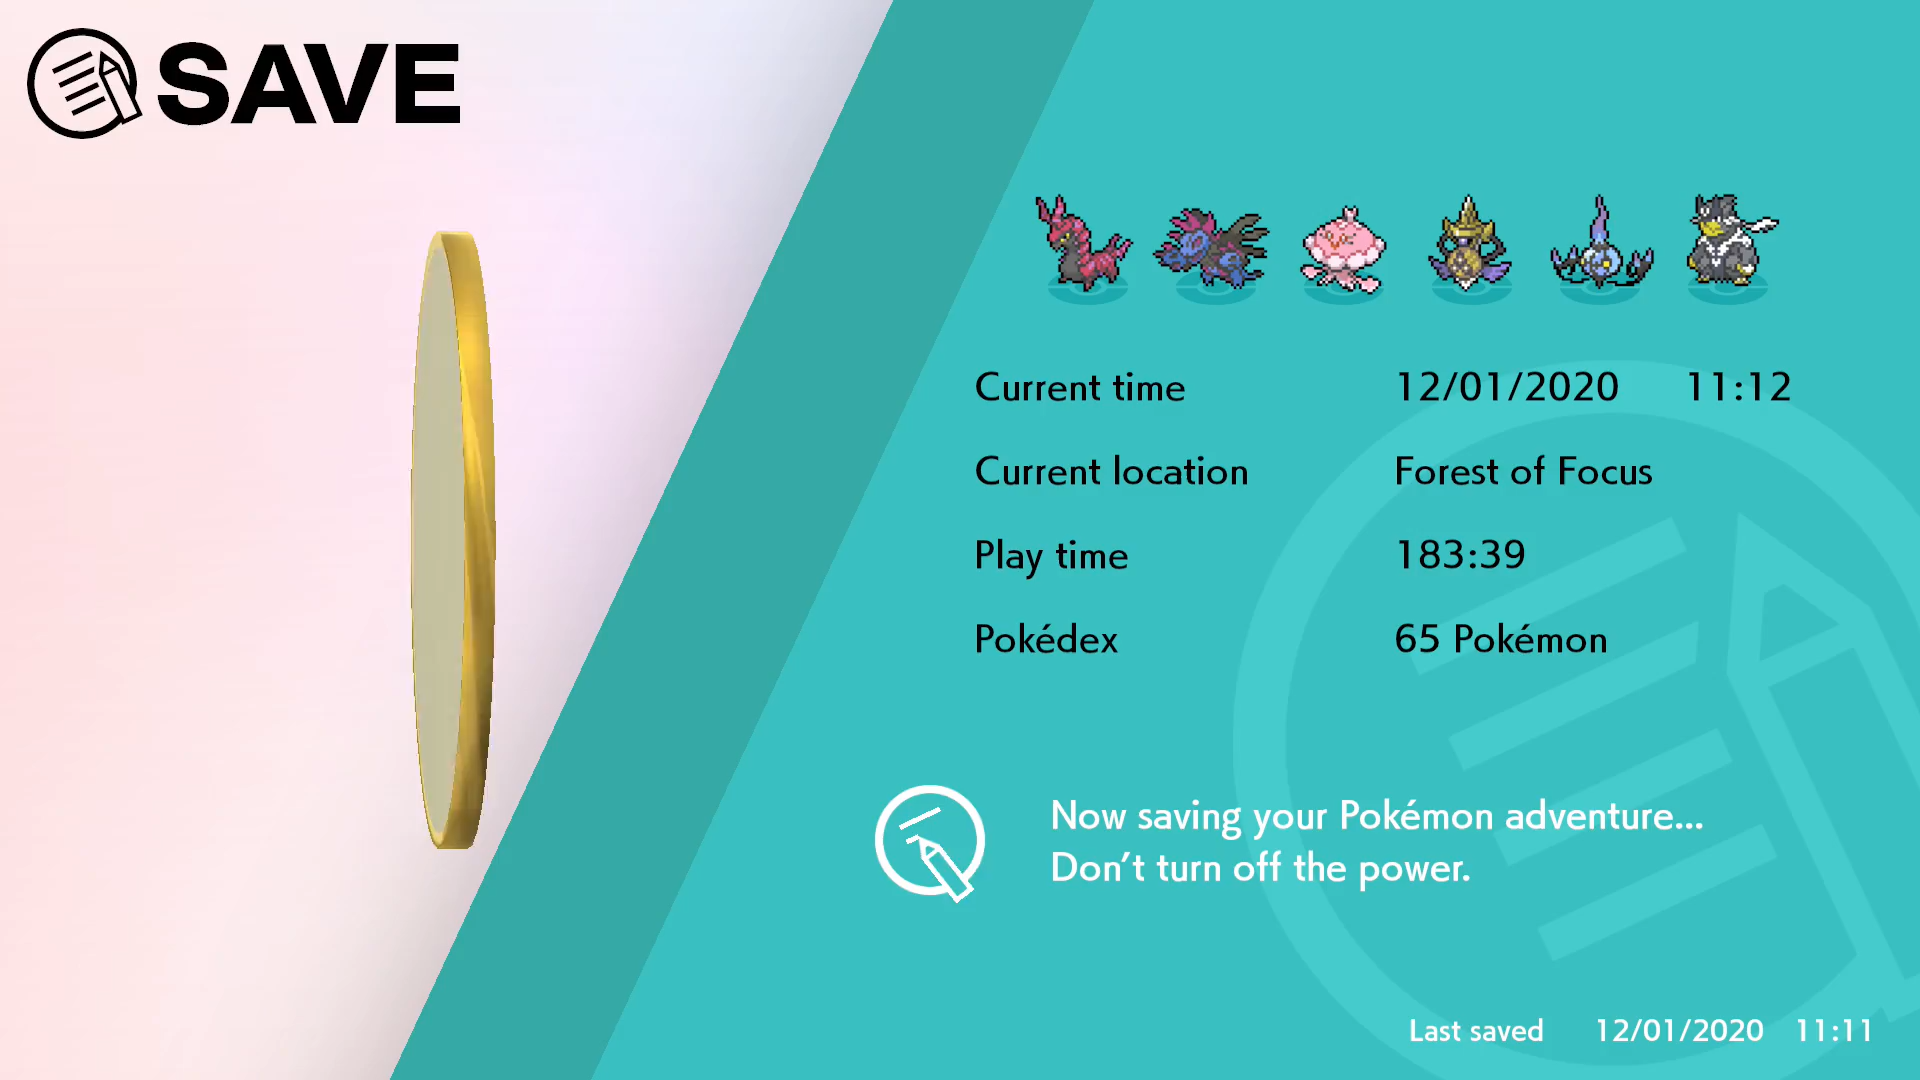 SAVE
Current time 12/01/2020 11:12
Current location Forest of Focus
Play time 183:39
Pokédex 65 Pokémon
Now saving your Pokémon adventure...
Don't turn off the power.
Last saved 12/01/2020 11:11